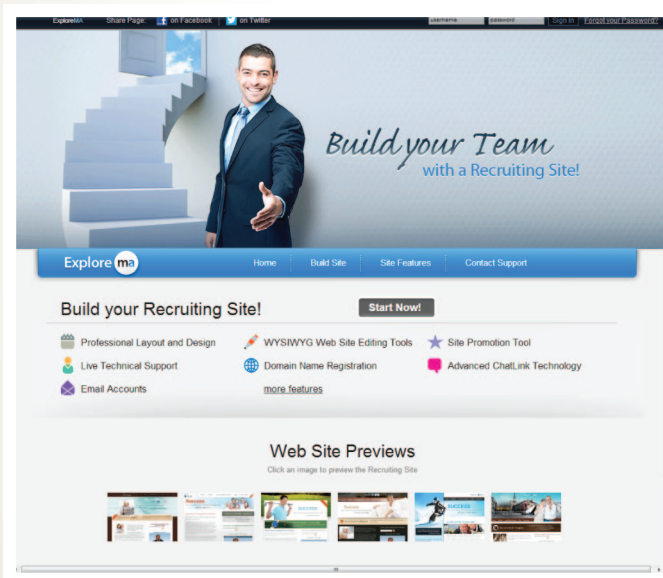 ExploreMA Share Page: on Facebook on Twitter username password Sign In Forgot your Password?
Build your Team
with a Recruiting Site!
Explore ma Home Build Site Site Features Contact Support
Build your Recruiting Site! Start Now!
Professional Layout and Design WYSIWYG Web Site Editing Tools Site Promotion Tool
Live Technical Support Domain Name Registration Advanced ChatLink Technology
Email Accounts more features
Web Site Previews
Click an image to preview the Recruiting Site
SUCCESS SUCCESS